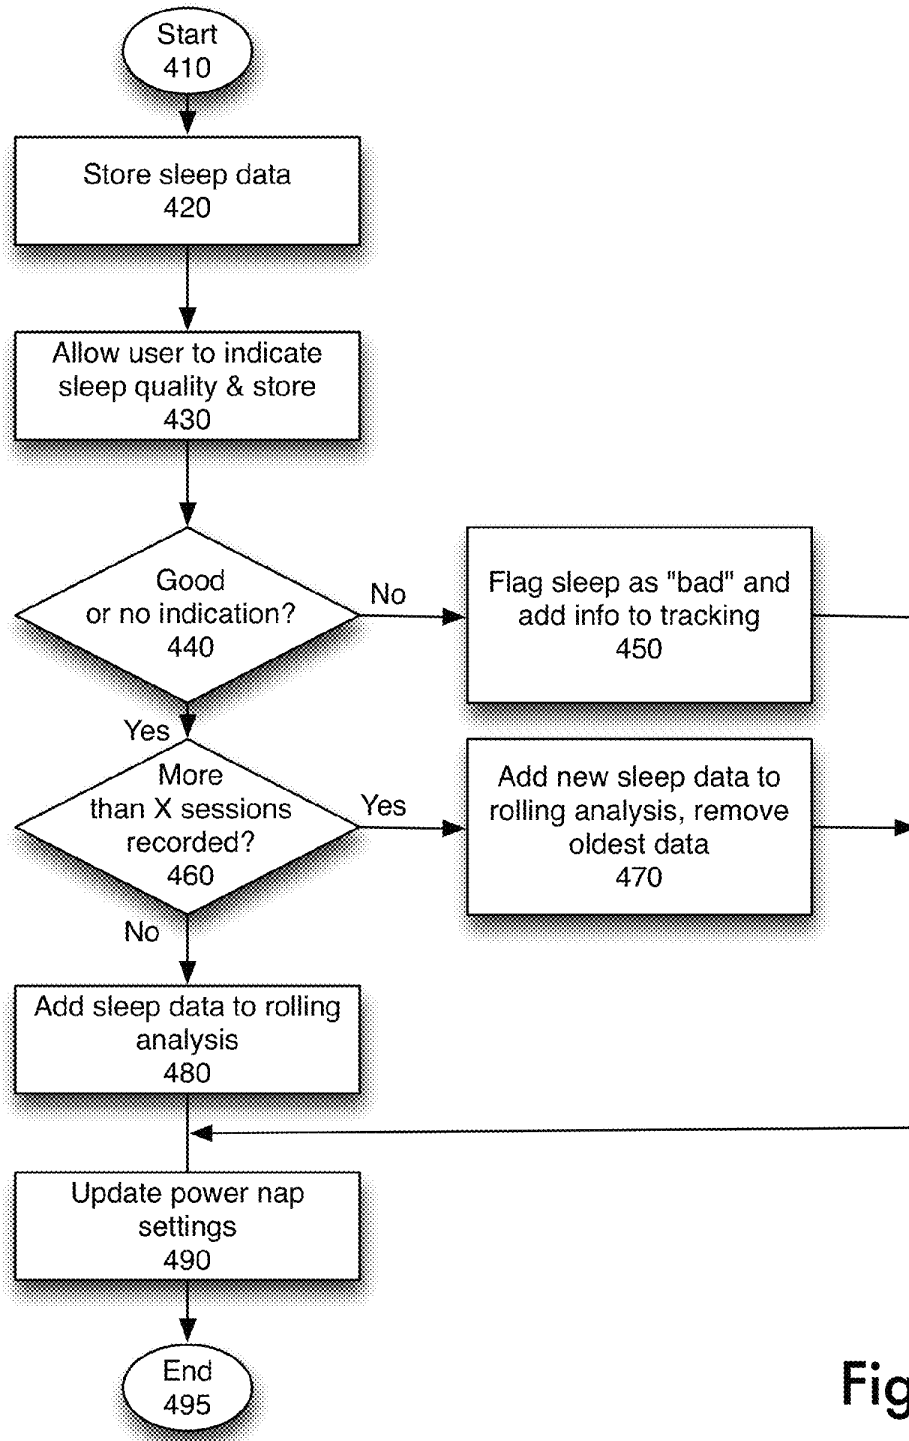 Start
410
Store sleep data
420
Allow user to indicate
sleep quality & store
430
Good
or no indication?
440
No
Flag sleep as "bad" and
add info to tracking
450
Yes
More
than X sessions
recorded?
460
Yes
Add new sleep data to
rolling analysis, remove
oldest data
470
No
Add sleep data to rolling
analysis
480
Update power nap
settings
490
End
495
Fig